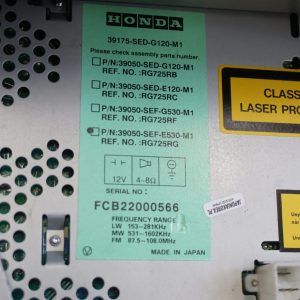 HONDA
39175-SED-G120-M1
Please check assembly parts number.
P/N:39050-SED-G120-M1
REF. NO. :RG725RB
P/N:39050-SED-E120-M1
REF. NO. :RG725RC
P/N:39050-SEF-G530-M1
REF. NO. :RG725RF
P/N:39050-SEF-E530-M1
REF. NO. :RG725RG
12V 4~8Ω
SERIAL NO :
FCB22000566
FREQUENCY RANGE
LW 153-281KHz
MW 531-1602KHz
FM 87.5-108.0MHz
MADE IN JAPAN
CLASS
LASER PRO